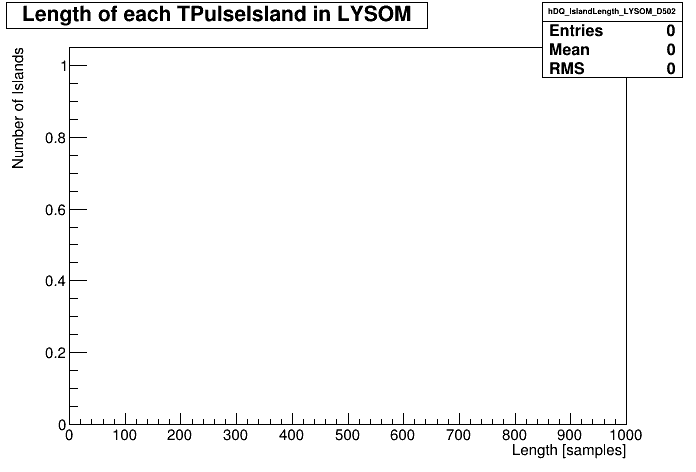 Length of each TPulseIsland in LYSOM
hDQ_IslandLength_LYSOM_D502
Entries 0
Mean 0
RMS 0
Number of Islands
1
0.8
0.6
0.4
0.2
0
0 100 200 300 400 500 600 700 800 900 1000
Length [samples]